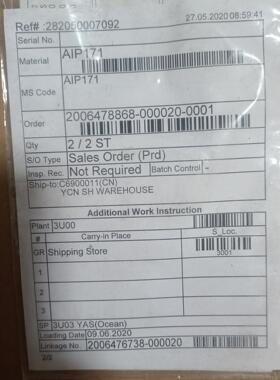 Ref# :282050007092
27.05.2020 08:59:41
Serial No.
Material AIP171
MS Code AIP171
Order 2006478868-000020-0001
Qty 2 / 2 ST
S/O Type Sales Order (Prd)
Insp. Rec. Not Required Batch Control -
Ship-to:C6900011(CN)
YCN SH WAREHOUSE
Additional Work Instruction
Plant 3U00
# Carry-in Place S_Loc.
GR Shipping Store 3001
1
2
3
SP 3U03 YAS(Ocean)
Loading Date 09.06.2020
Linkage No. 2006476738-000020
2/2